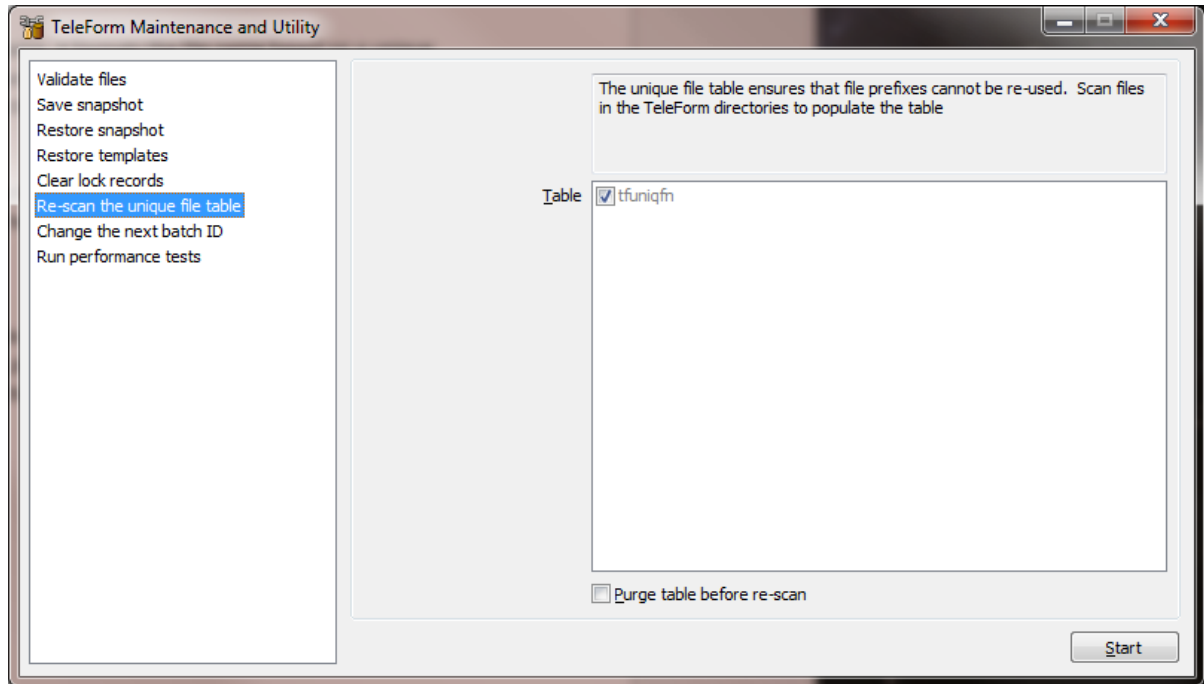 TeleForm Maintenance and Utility
Validate files
Save snapshot
Restore snapshot
Restore templates
Clear lock records
Re-scan the unique file table
Change the next batch ID
Run performance tests
The unique file table ensures that file prefixes cannot be re-used. Scan files
in the TeleForm directories to populate the table
Table
tfuniqfn
Purge table before re-scan
Start